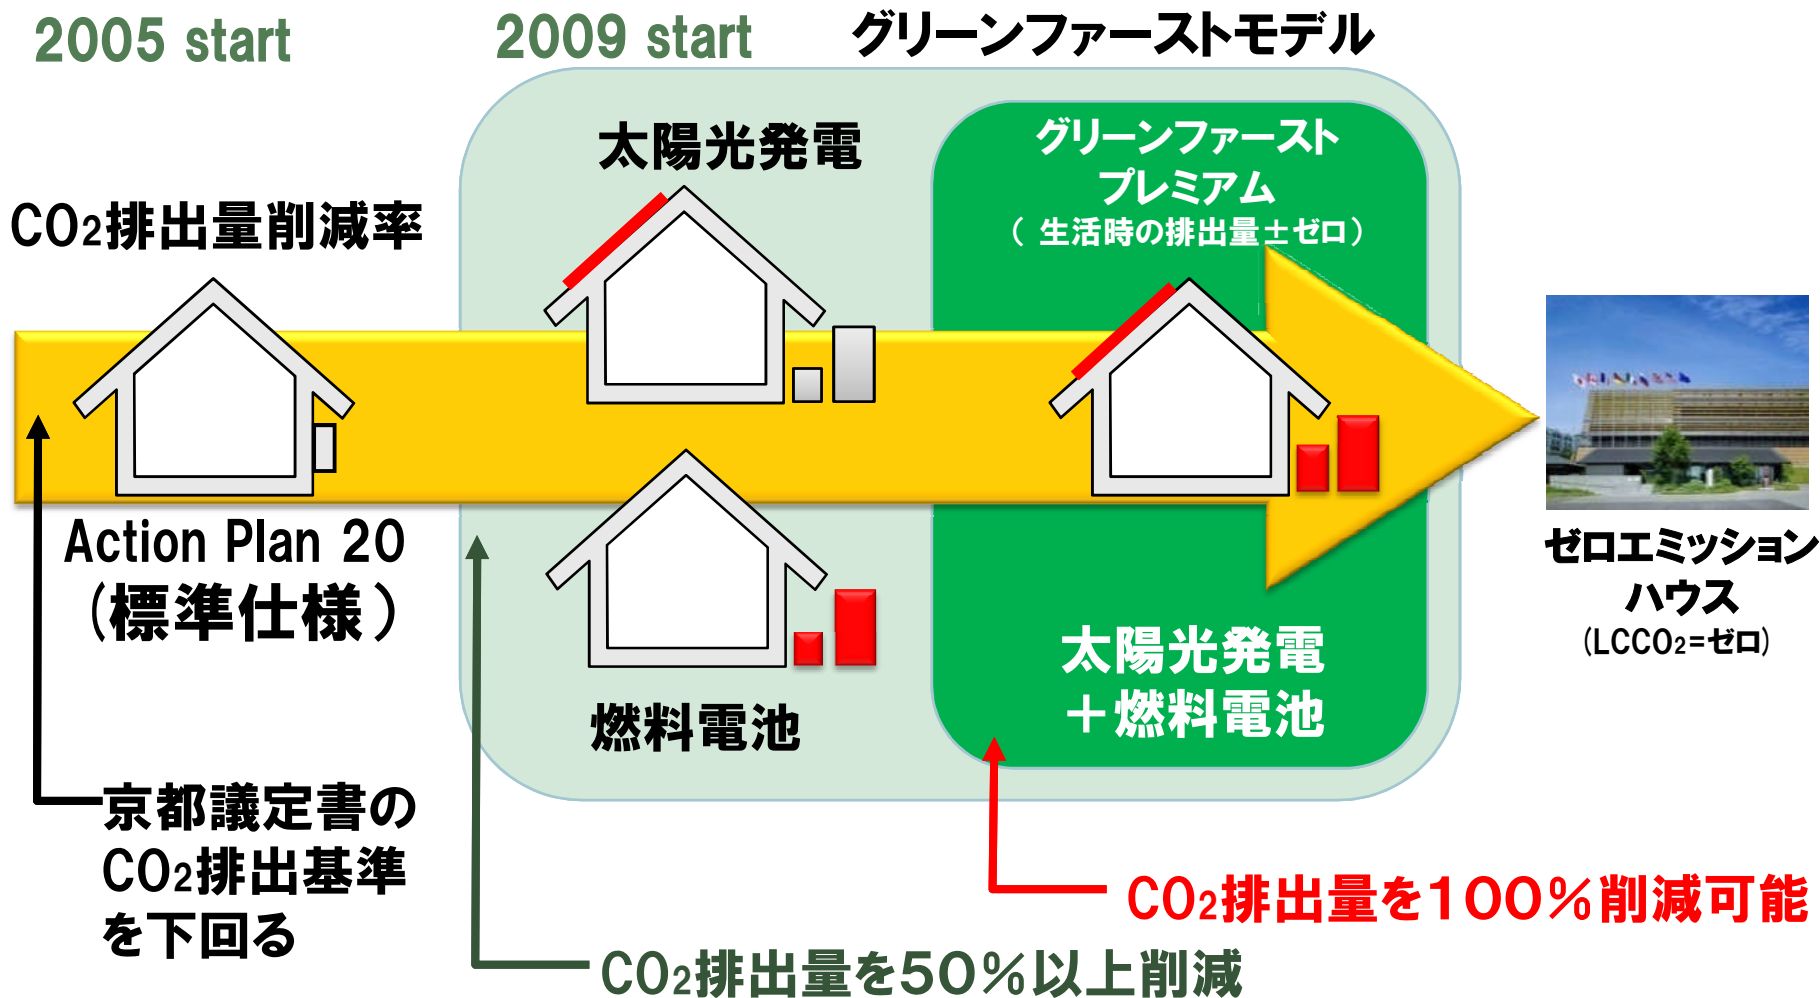 2005 start
2009 start
グリーンファーストモデル
CO2排出量削減率
太陽光発電
グリーンファースト
プレミアム
（ 生活時の排出量±ゼロ）
Action Plan 20
（標準仕様）
燃料電池
太陽光発電
＋燃料電池
ゼロエミッション
ハウス
（LCCO2=ゼロ）
京都議定書の
CO2排出基準
を下回る
CO2排出量を100％削減可能
CO2排出量を50％以上削減